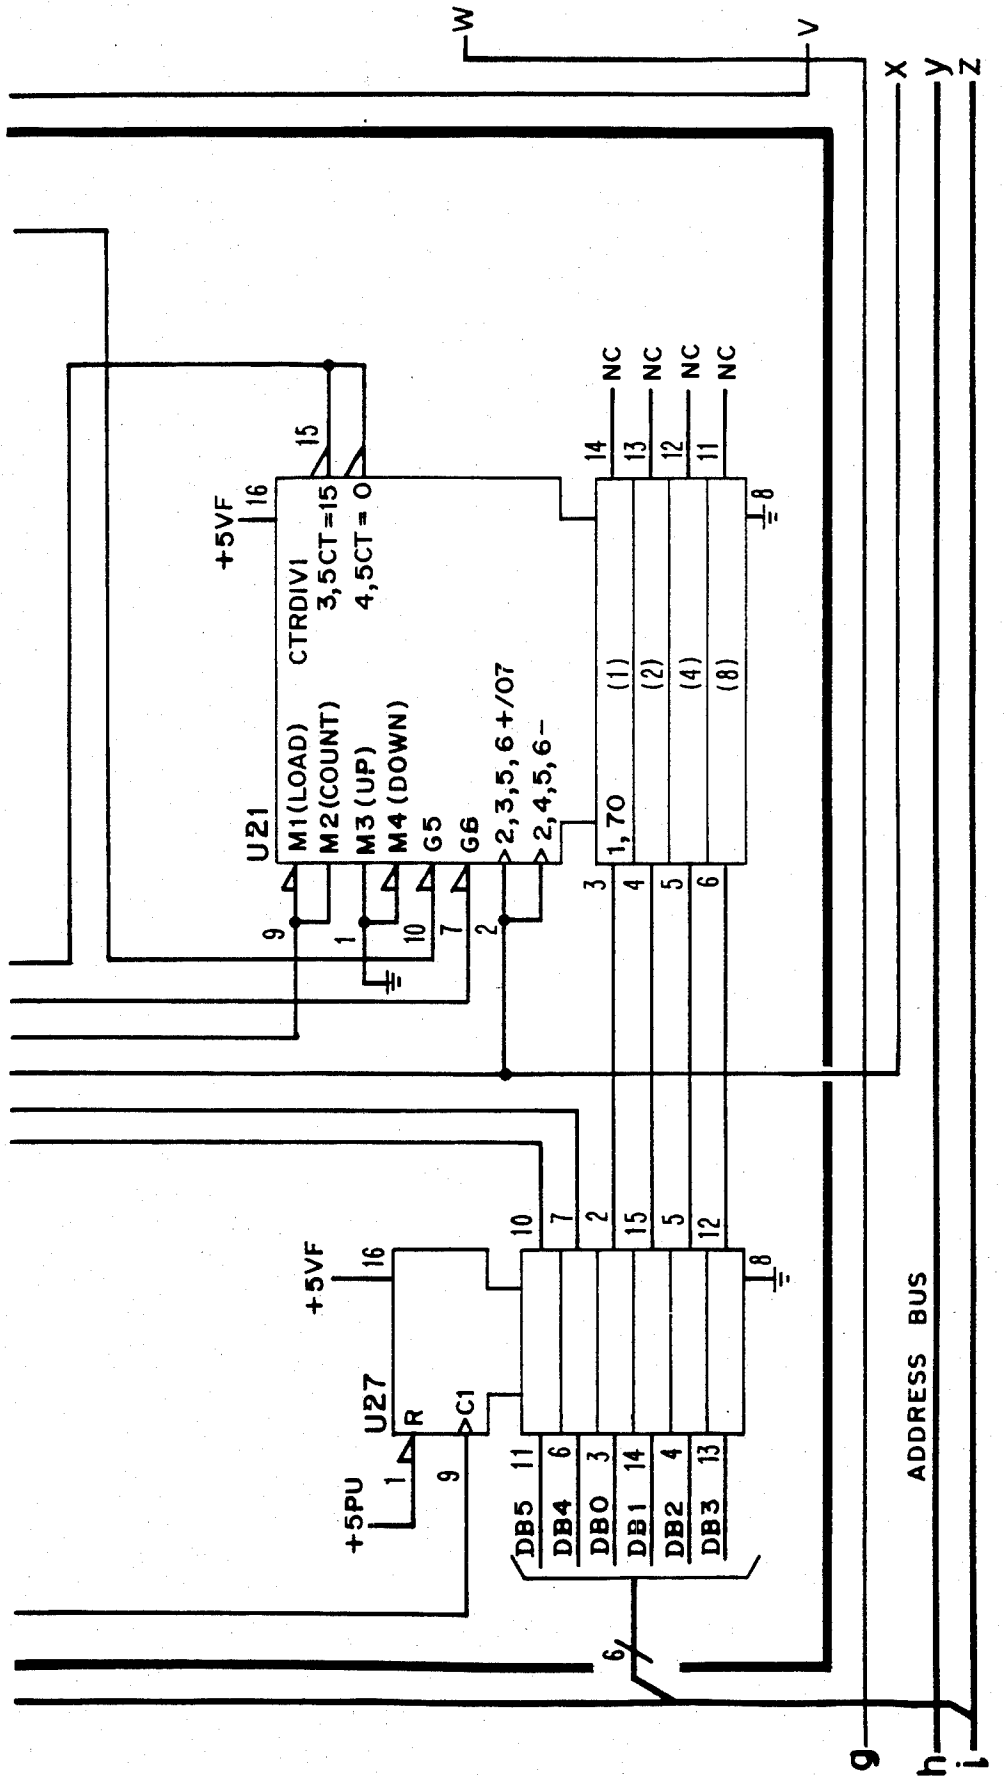 W
V
x
y
z
+5VF
16
15
U21
CTRDIV1
M1(LOAD)
M2(COUNT)
M3(UP)
M4(DOWN)
G5
G6
2,3,5,6+/O7
2,4,5,6-
3,5CT=15
4,5CT=0
9
1
10
7
2
1,7O
(1)
(2)
(4)
(8)
3
4
5
6
14
13
12
11
NC
NC
NC
NC
8
+5VF
16
U27
R
C1
+5PU
1
9
10
7
2
15
5
12
8
DB5
DB4
DB0
DB1
DB2
DB3
11
6
3
14
4
13
6
ADDRESS BUS
g
h